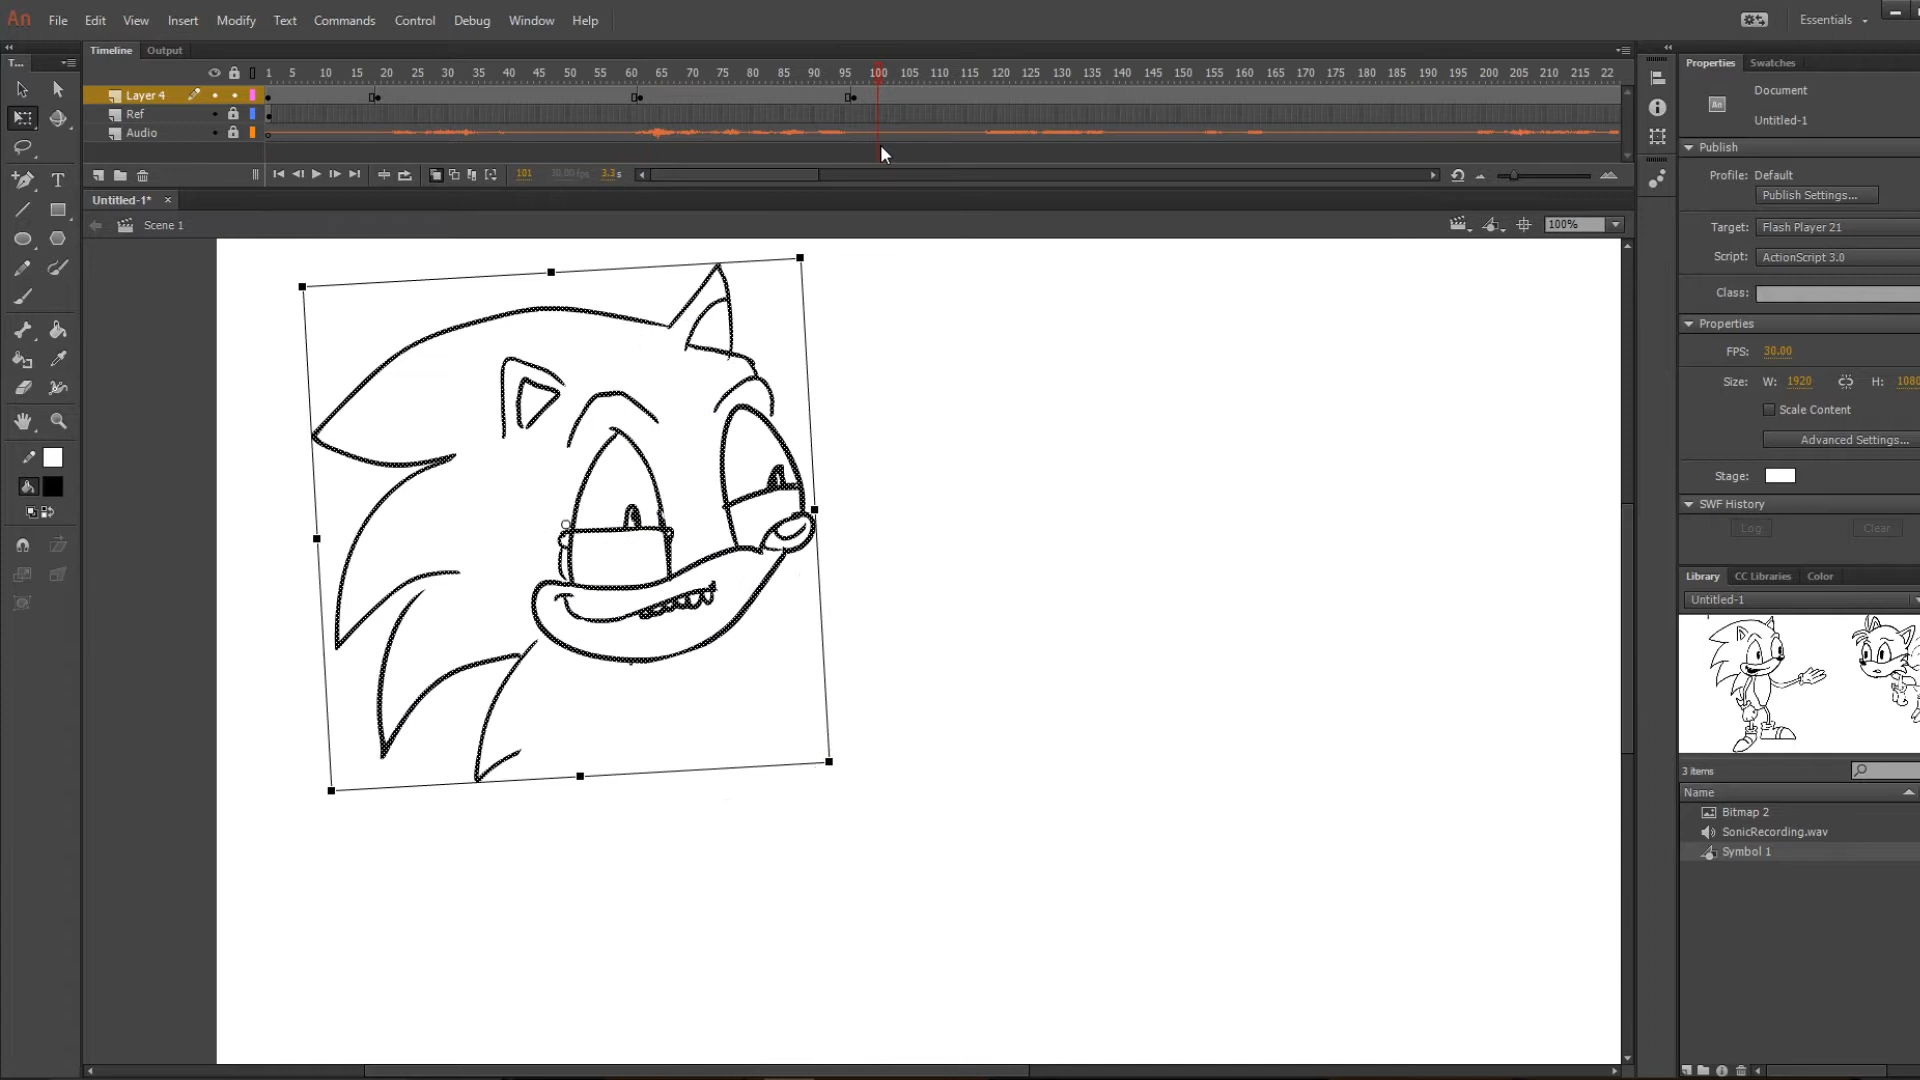 An File Edit View Insert Modify Text Commands Control Debug Window Help Essentials
Timeline Output
T... 1 5 10 15 20 25 30 35 40 45 50 55 60 65 70 75 80 85 90 95 100 105 110 115 120 125 130 135 140 145 150 155 160 165 170 175 180 185 190 195 200 205 210 215 22
Layer 4
Ref
Audio
101 30.00 fps 3.3 s
Untitled-1* ×
Scene 1 100%
T
Properties Swatches
An Document
Untitled-1
Publish
Profile: Default
Publish Settings...
Target: Flash Player 21
Script: ActionScript 3.0
Class:
Properties
FPS: 30.00
Size: W: 1920 H: 1080
Scale Content
Advanced Settings...
Stage:
SWF History
Log Clear
Library CC Libraries Color
Untitled-1
3 items
Name
Bitmap 2
SonicRecording.wav
Symbol 1